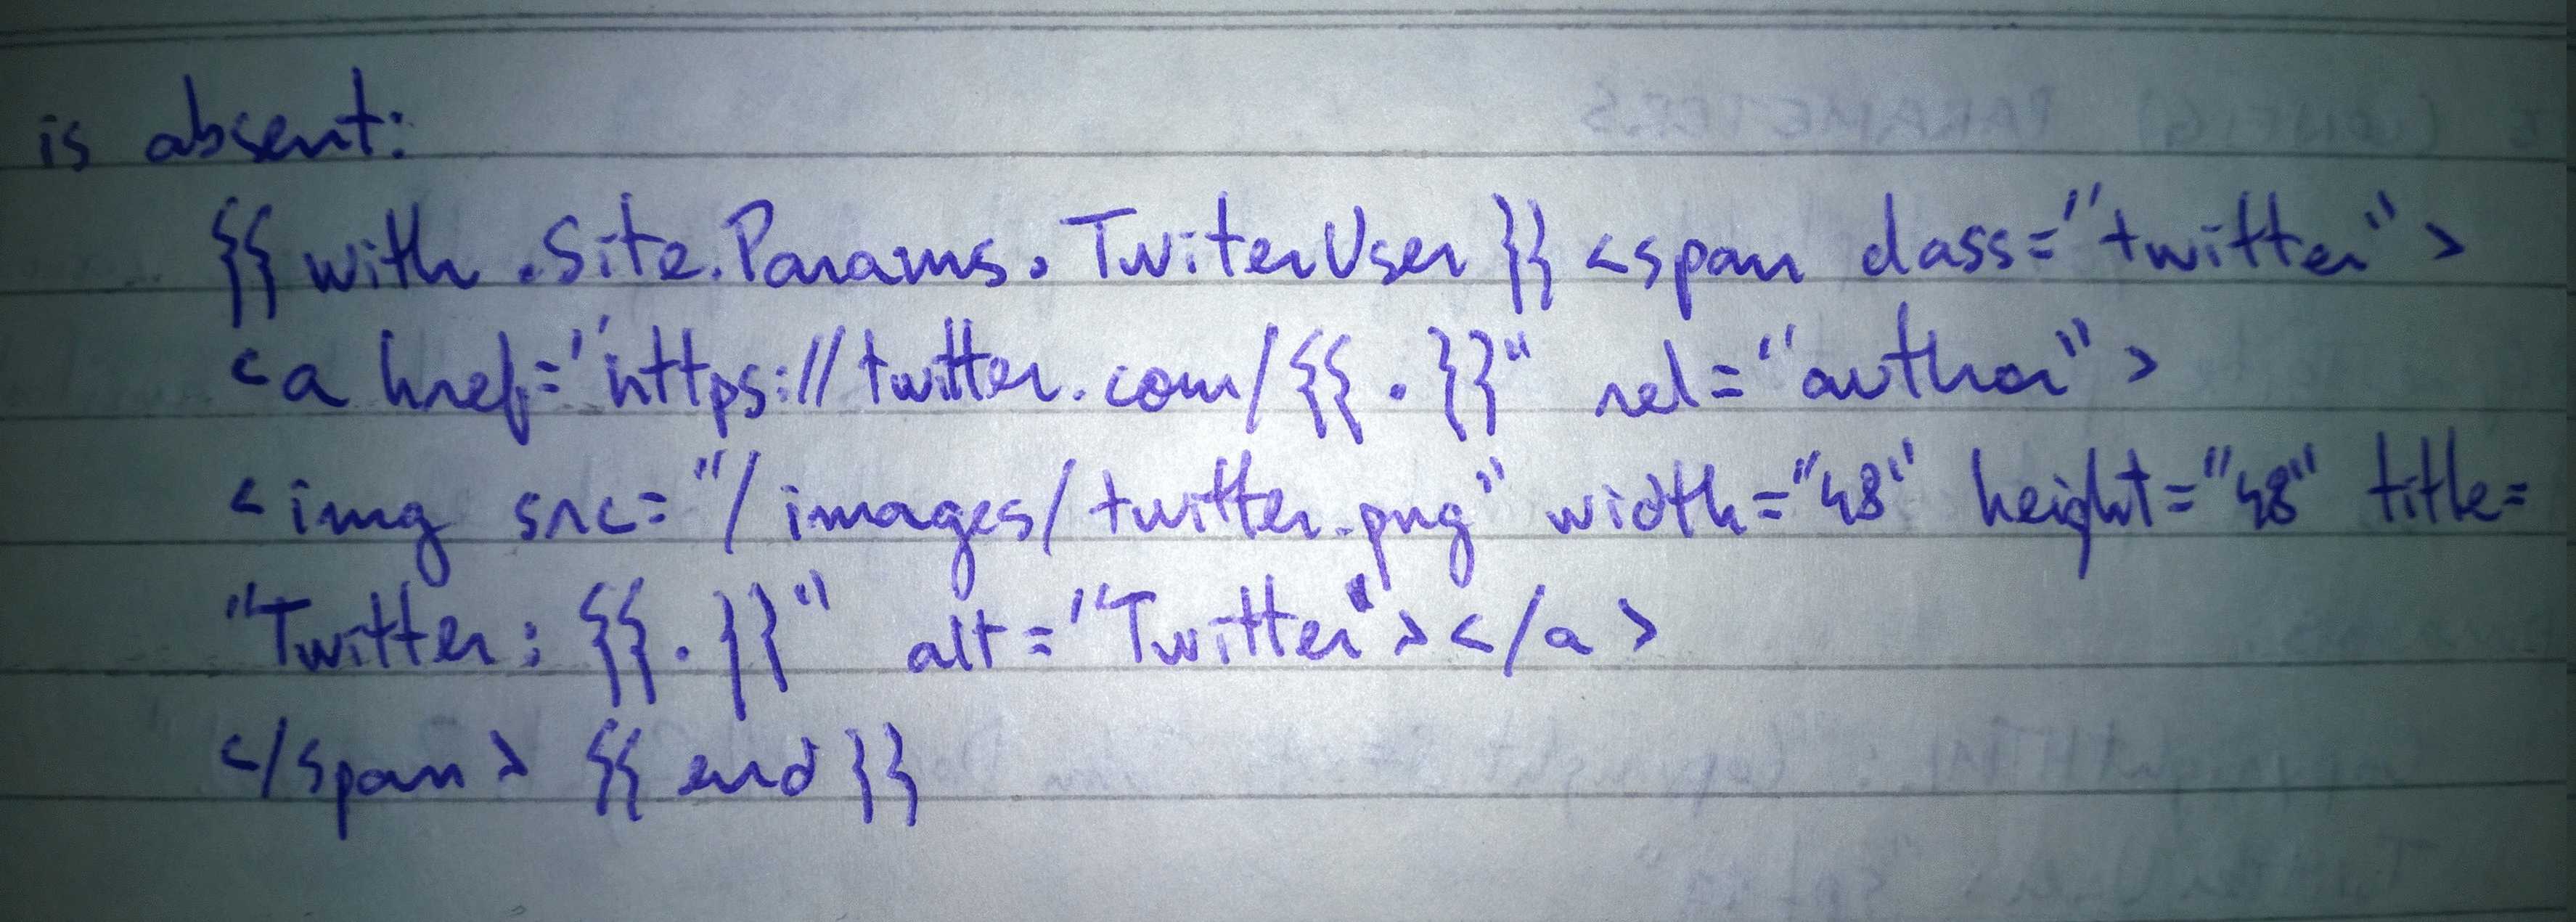 is absent:
{{ with .Site.Params.TwiterUser }} <span class="twitter">
<a href="https://twitter.com/{{ . }}" rel="author">
<img src="/images/twitter.png" width="48" height="48" title=
"Twitter: {{ . }}" alt="Twitter"></a>
</span> {{ end }}